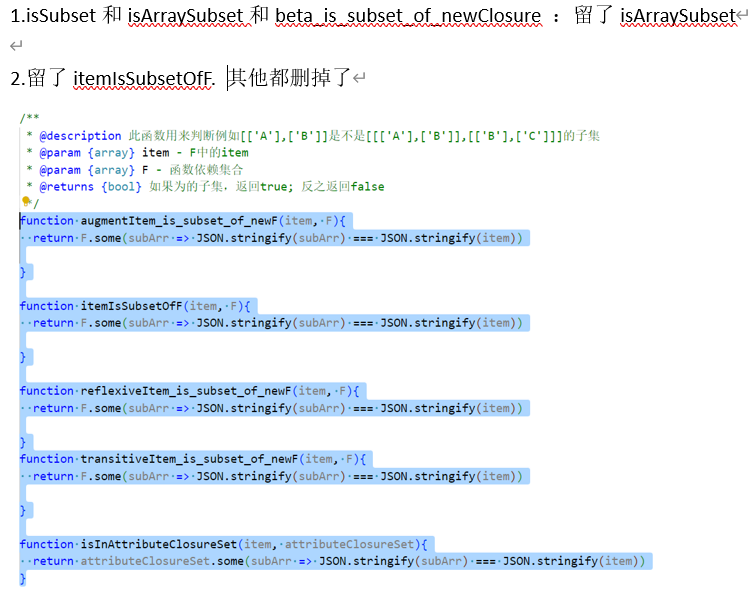 1.isSubset 和 isArraySubset 和 beta_is_subset_of_newClosure ：留了 isArraySubset↵
↵
2.留了 itemIsSubsetOfF. 其他都删掉了↵
/**
 * @description 此函数用来判断例如[['A'],['B']]是不是[[['A'],['B']],[['B'],['C']]]的子集
 * @param {array} item - F中的item
 * @param {array} F - 函数依赖集合
 * @returns {bool} 如果为的子集，返回true; 反之返回false
 */
function·augmentItem_is_subset_of_newF(item,·F){
··return·F.some(subArr·=>·JSON.stringify(subArr)·===·JSON.stringify(item))
}
function·itemIsSubsetOfF(item,·F){
··return·F.some(subArr·=>·JSON.stringify(subArr)·===·JSON.stringify(item))
}
function·reflexiveItem_is_subset_of_newF(item,·F){
··return·F.some(subArr·=>·JSON.stringify(subArr)·===·JSON.stringify(item))
}
function·transitiveItem_is_subset_of_newF(item,·F){
··return·F.some(subArr·=>·JSON.stringify(subArr)·===·JSON.stringify(item))
}
function·isInAttributeClosureSet(item,·attributeClosureSet){
··return·attributeClosureSet.some(subArr·=>·JSON.stringify(subArr)·===·JSON.stringify(item))
}